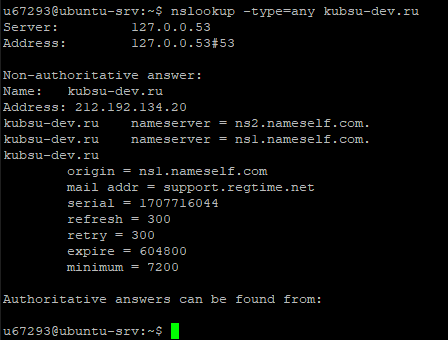 u67293@ubuntu-srv:~$ nslookup -type=any kubsu-dev.ru
Server:         127.0.0.53
Address:        127.0.0.53#53

Non-authoritative answer:
Name:   kubsu-dev.ru
Address: 212.192.134.20
kubsu-dev.ru    nameserver = ns2.nameself.com.
kubsu-dev.ru    nameserver = ns1.nameself.com.
kubsu-dev.ru
        origin = ns1.nameself.com
        mail addr = support.regtime.net
        serial = 1707716044
        refresh = 300
        retry = 300
        expire = 604800
        minimum = 7200

Authoritative answers can be found from:

u67293@ubuntu-srv:~$